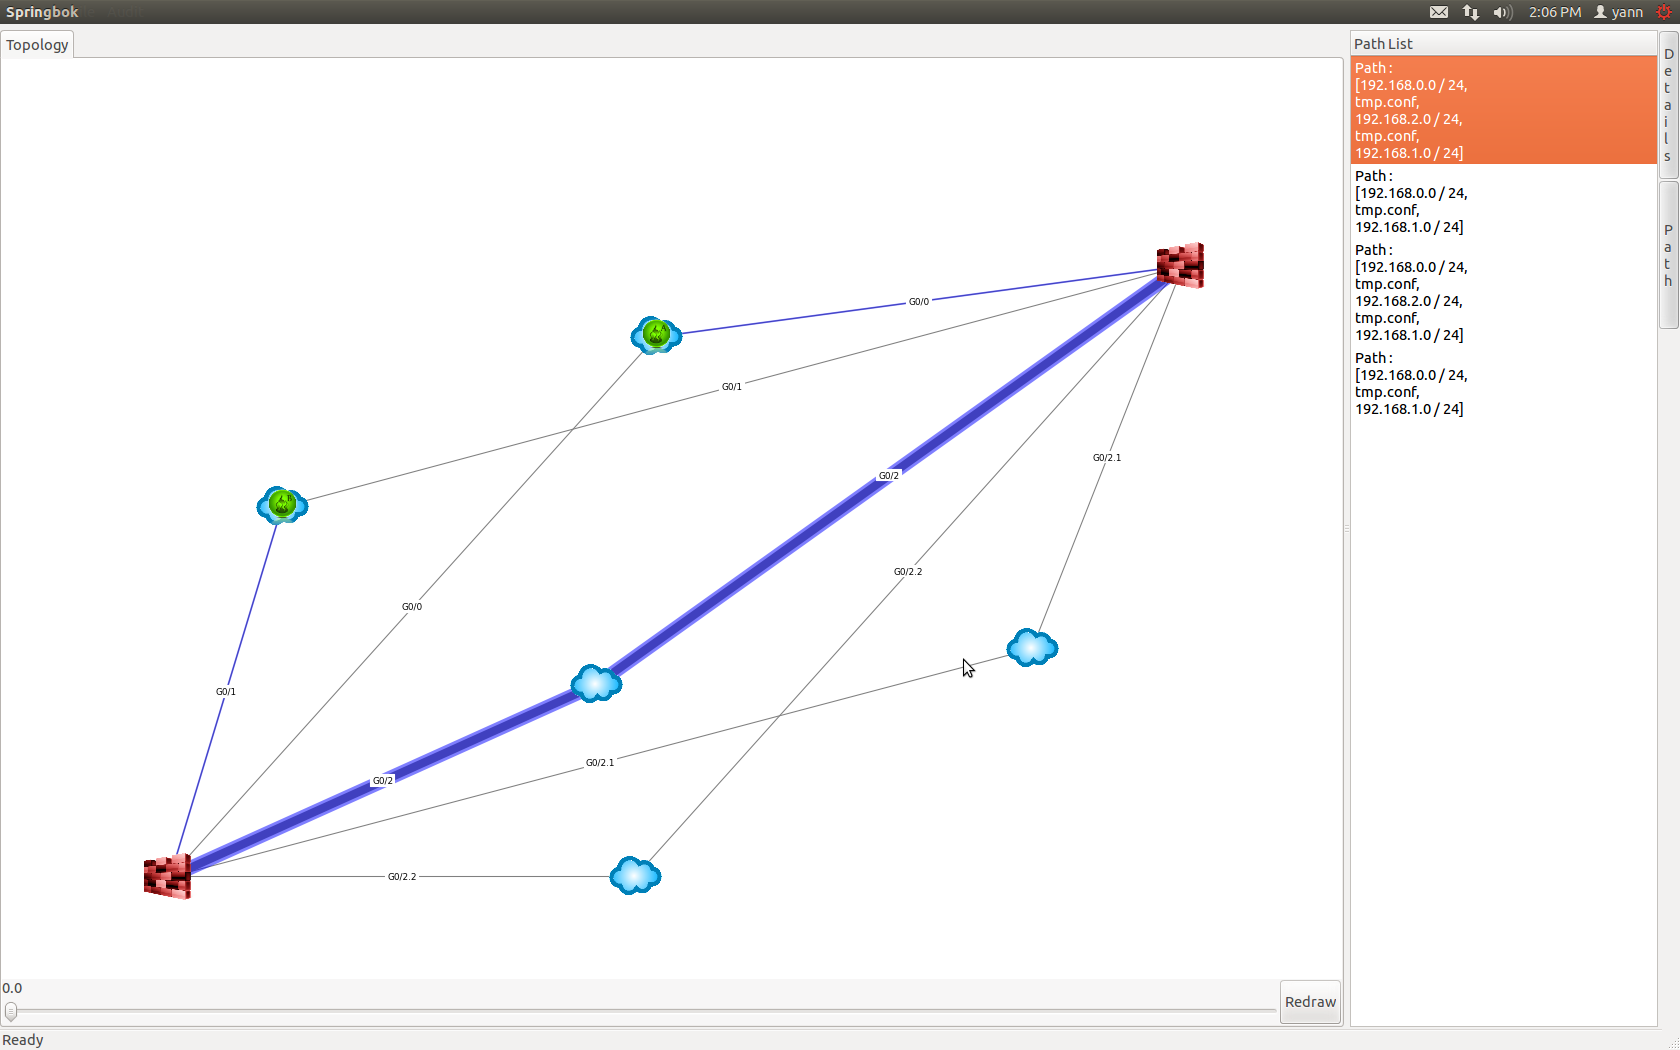 Springbok
2:06 PM yann
Topology
Path List
Path :
[192.168.0.0 / 24,
tmp.conf,
192.168.2.0 / 24,
tmp.conf,
192.168.1.0 / 24]
Path :
[192.168.0.0 / 24,
tmp.conf,
192.168.1.0 / 24]
Path :
[192.168.0.0 / 24,
tmp.conf,
192.168.2.0 / 24,
tmp.conf,
192.168.1.0 / 24]
Path :
[192.168.0.0 / 24,
tmp.conf,
192.168.1.0 / 24]
Details
Path
G0/0
A
G0/1
G0/2
G0/2.1
B
G0/2.2
G0/0
G0/1
G0/2.1
G0/2
G0/2.2
0.0
Redraw
Ready